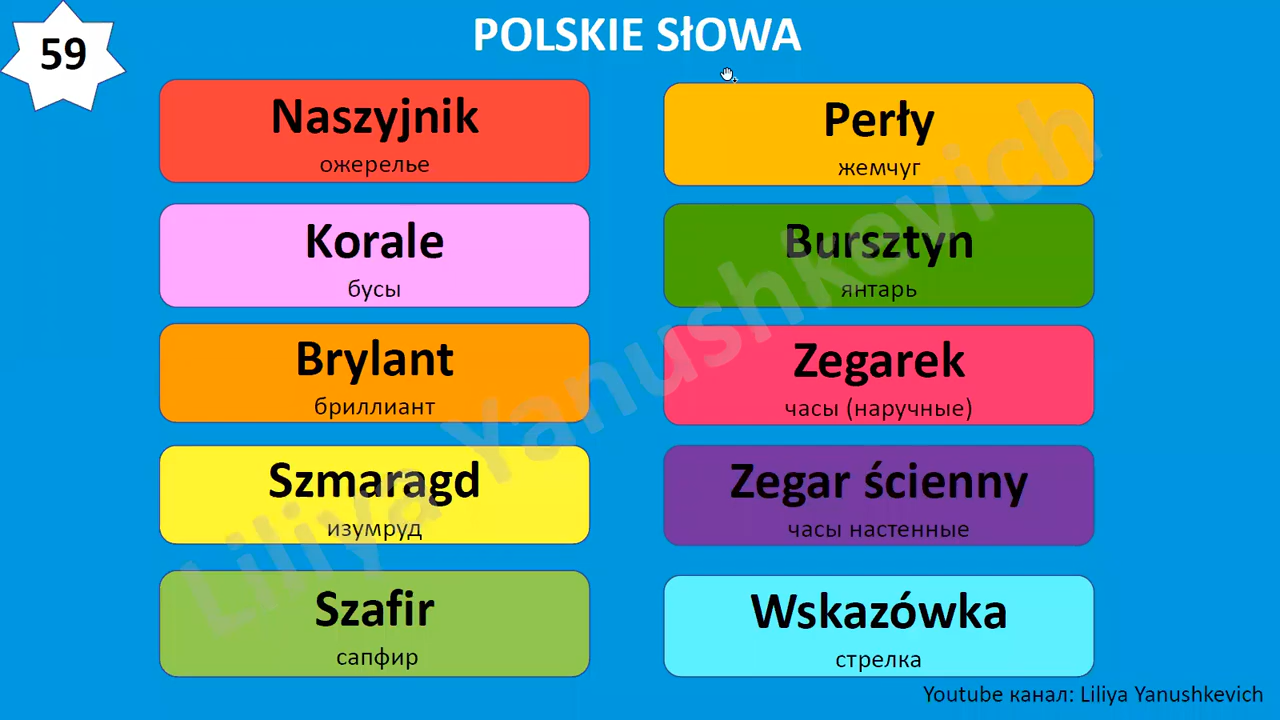 59
POLSKIE SłOWA
Naszyjnik
ожерелье
Korale
бусы
Brylant
бриллиант
Szmaragd
изумруд
Szafir
сапфир
Perły
жемчуг
Bursztyn
янтарь
Zegarek
часы (наручные)
Zegar ścienny
часы настенные
Wskazówka
стрелка
Liliya Yanushkevich
Youtube канал: Liliya Yanushkevich